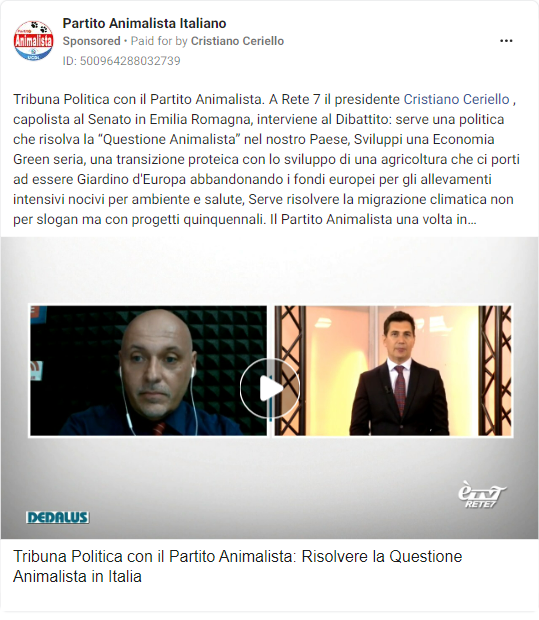 Partito Animalista Italiano
Sponsored • Paid for by Cristiano Ceriello
ID: 500964288032739
Partito
Animalista
UCDL
Tribuna Politica con il Partito Animalista. A Rete 7 il presidente Cristiano Ceriello ,
capolista al Senato in Emilia Romagna, interviene al Dibattito: serve una politica
che risolva la “Questione Animalista” nel nostro Paese, Sviluppi una Economia
Green seria, una transizione proteica con lo sviluppo di una agricoltura che ci porti
ad essere Giardino d'Europa abbandonando i fondi europei per gli allevamenti
intensivi nocivi per ambiente e salute, Serve risolvere la migrazione climatica non
per slogan ma con progetti quinquennali. Il Partito Animalista una volta in...
DEDALUS
ètv
RETE7
Tribuna Politica con il Partito Animalista: Risolvere la Questione
Animalista in Italia